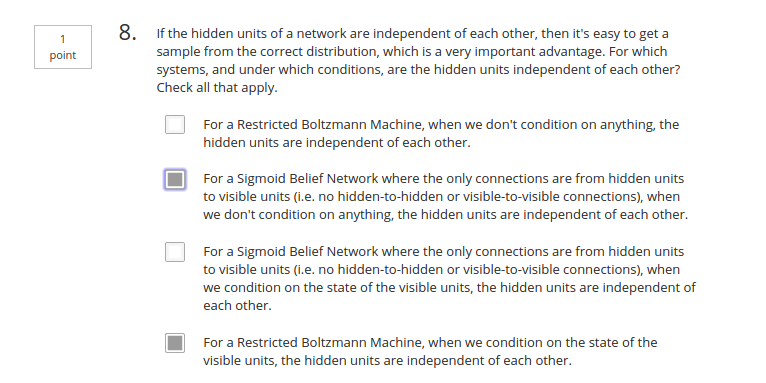 1
point
8.
If the hidden units of a network are independent of each other, then it's easy to get a
sample from the correct distribution, which is a very important advantage. For which
systems, and under which conditions, are the hidden units independent of each other?
Check all that apply.
For a Restricted Boltzmann Machine, when we don't condition on anything, the
hidden units are independent of each other.
For a Sigmoid Belief Network where the only connections are from hidden units
to visible units (i.e. no hidden-to-hidden or visible-to-visible connections), when
we don't condition on anything, the hidden units are independent of each other.
For a Sigmoid Belief Network where the only connections are from hidden units
to visible units (i.e. no hidden-to-hidden or visible-to-visible connections), when
we condition on the state of the visible units, the hidden units are independent of
each other.
For a Restricted Boltzmann Machine, when we condition on the state of the
visible units, the hidden units are independent of each other.